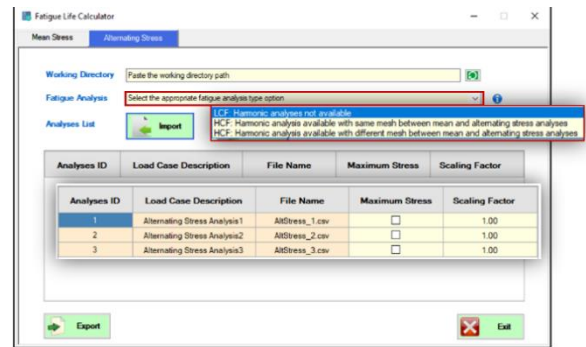 Fatigue Life Calculator
Mean Stress Alternating Stress
Working Directory Paste the working directory path
Fatigue Analysis Select the appropriate fatigue analysis type option
LCF: Harmonic analyses not available
HCF: Harmonic analysis available with same mesh between mean and alternating stress analyses
HCF: Harmonic analysis available with different mesh between mean and alternating stress analyses
Analyses List Import
Analyses ID Load Case Description File Name Maximum Stress Scaling Factor
Analyses ID Load Case Description File Name Maximum Stress Scaling Factor
1 Alternating Stress Analysis1 AltStress_1.csv 1.00
2 Alternating Stress Analysis2 AltStress_2.csv 1.00
3 Alternating Stress Analysis3 AltStress_3.csv 1.00
Export Exit